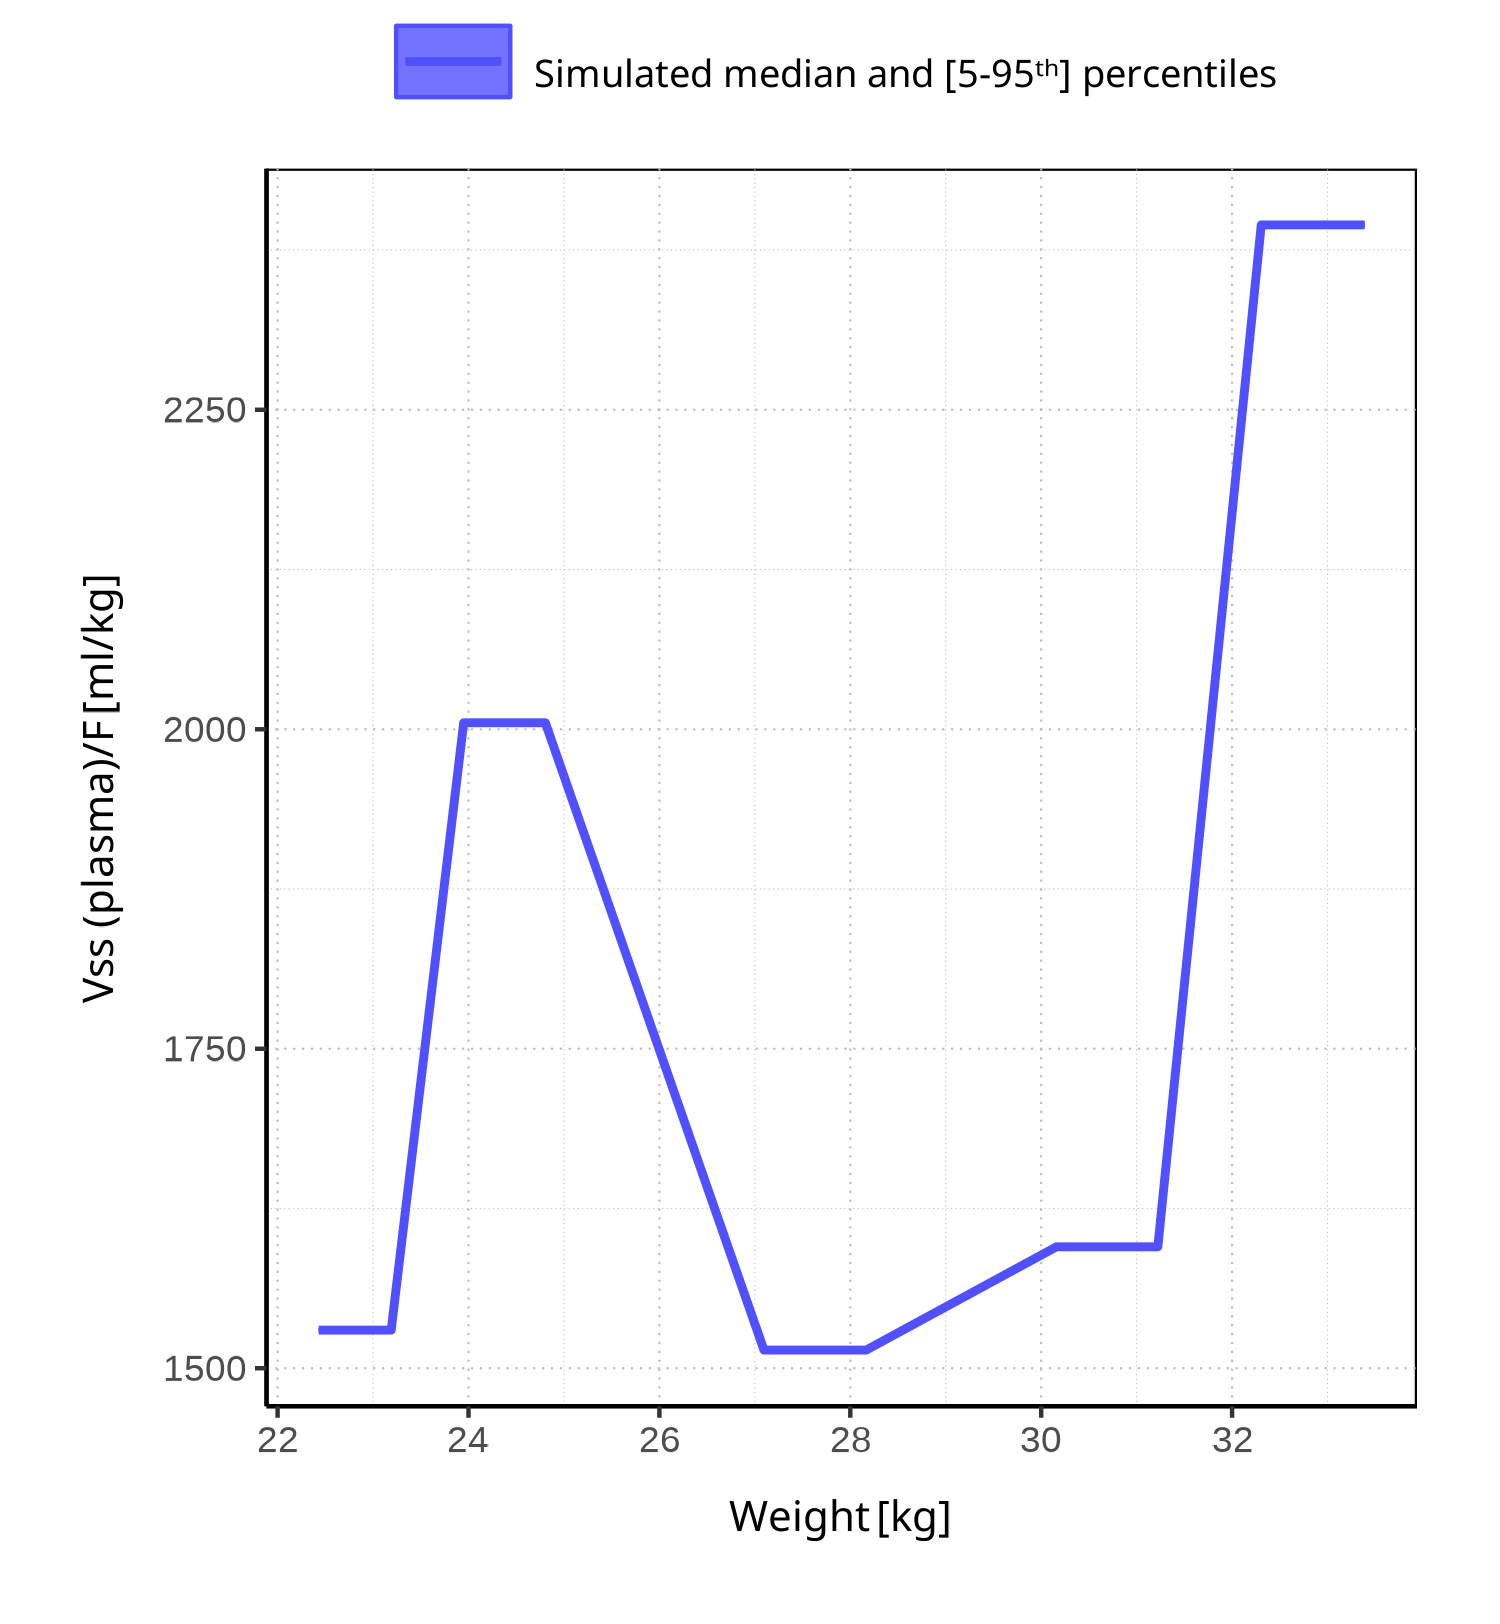 Simulated median and [5-95ᵗʰ] percentiles
2250
2000
1750
1500
Vss (plasma)/F [ml/kg]
22 24 26 28 30 32
Weight [kg]